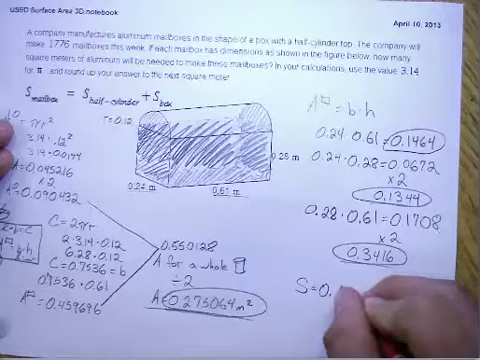 USED Surface Area 3D.notebook
April 10, 2013
A company manufactures aluminum mailboxes in the shape of a box with a half-cylinder top. The company will
make 1776 mailboxes this week. If each mailbox has dimensions as shown in the figure below, how many
square meters of aluminum will be needed to make these mailboxes? In your calculations, use the value 3.14
for π and round up your answer to the next square meter.
S mailbox = S half-cylinder + S box
r=0.12
0.28 m
0.24 m
0.61 m
= πr²
3.14 · .12²
3.14 · 0.0144
A=0.045216
x2
0.090432
C=2πr
2·3.14·0.12
6.28·0.12
C=0.7536=b
0.7536·0.61
A=0.459696
b·h
0.550128
A for a whole
÷2
A=0.275064m²
A=b·h
0.24·0.61=0.1464
0.24·0.28=0.0672
x2
0.1344
0.28·0.61=0.1708
x2
0.3416
S=0.